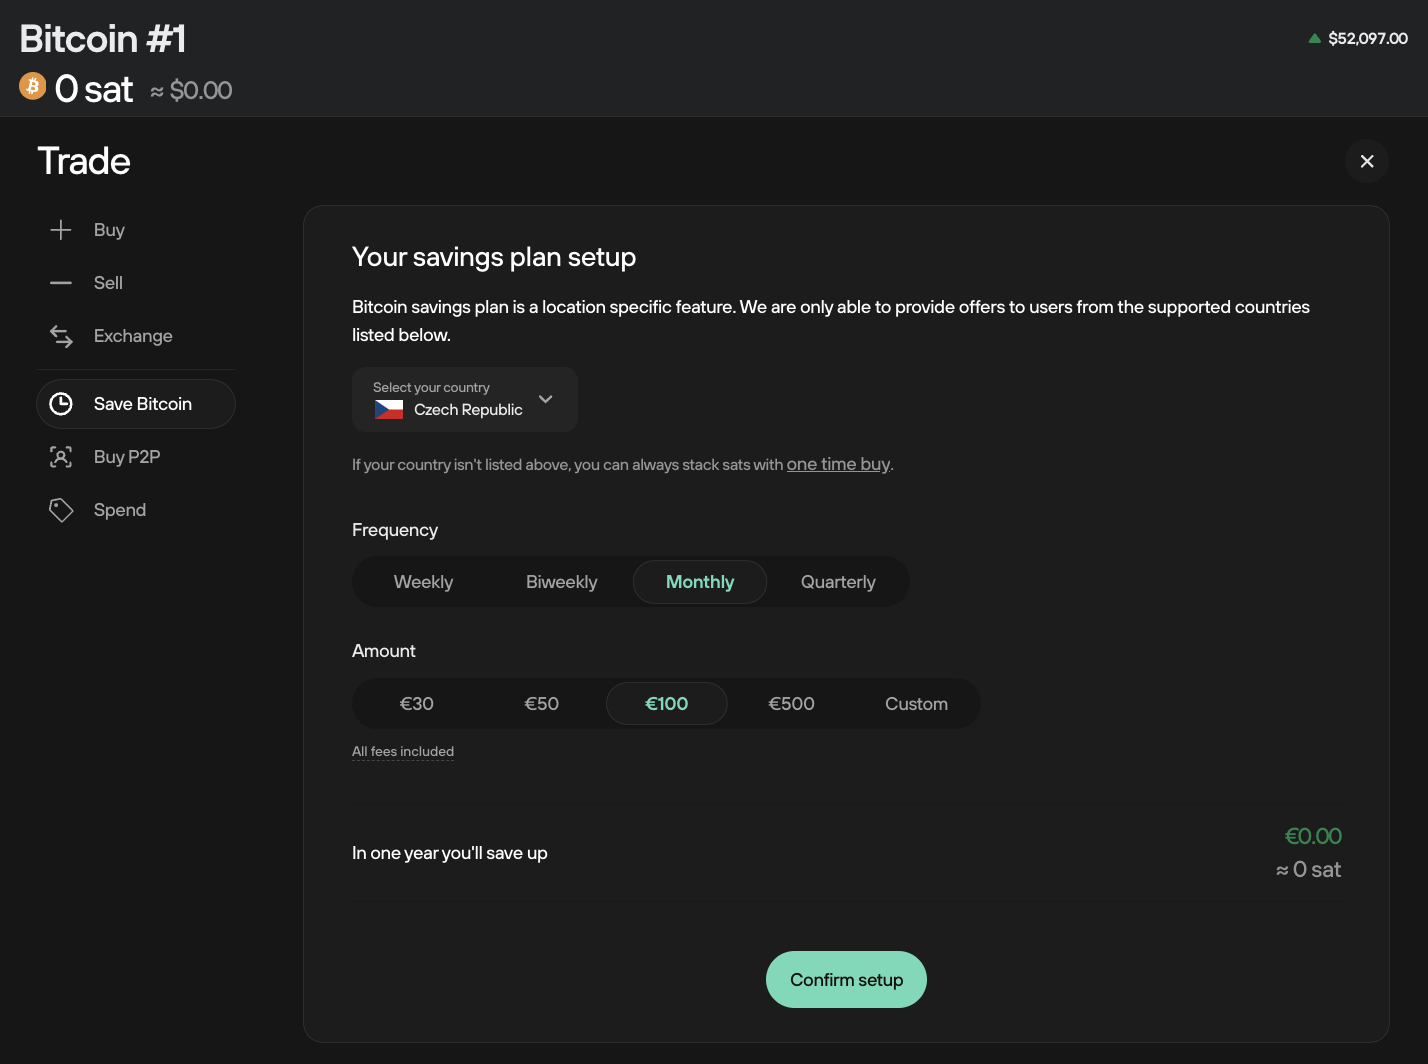 Bitcoin #1
$52,097.00
0 sat ≈ $0.00
Trade
Buy
Sell
Exchange
Save Bitcoin
Buy P2P
Spend
Your savings plan setup
Bitcoin savings plan is a location specific feature. We are only able to provide offers to users from the supported countries
listed below.
Select your country
Czech Republic
If your country isn't listed above, you can always stack sats with one time buy.
Frequency
Weekly Biweekly Monthly Quarterly
Amount
€30 €50 €100 €500 Custom
All fees included
In one year you'll save up
€0.00
≈ 0 sat
Confirm setup